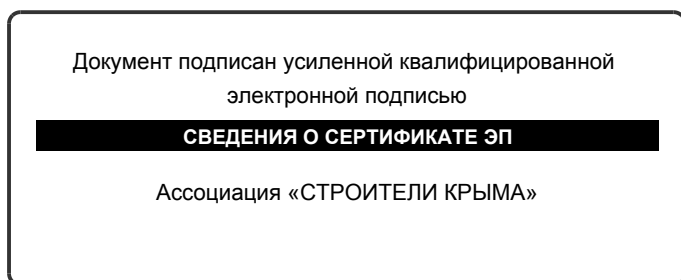 Документ подписан усиленной квалифицированной
электронной подписью
СВЕДЕНИЯ О СЕРТИФИКАТЕ ЭП
Ассоциация «СТРОИТЕЛИ КРЫМА»